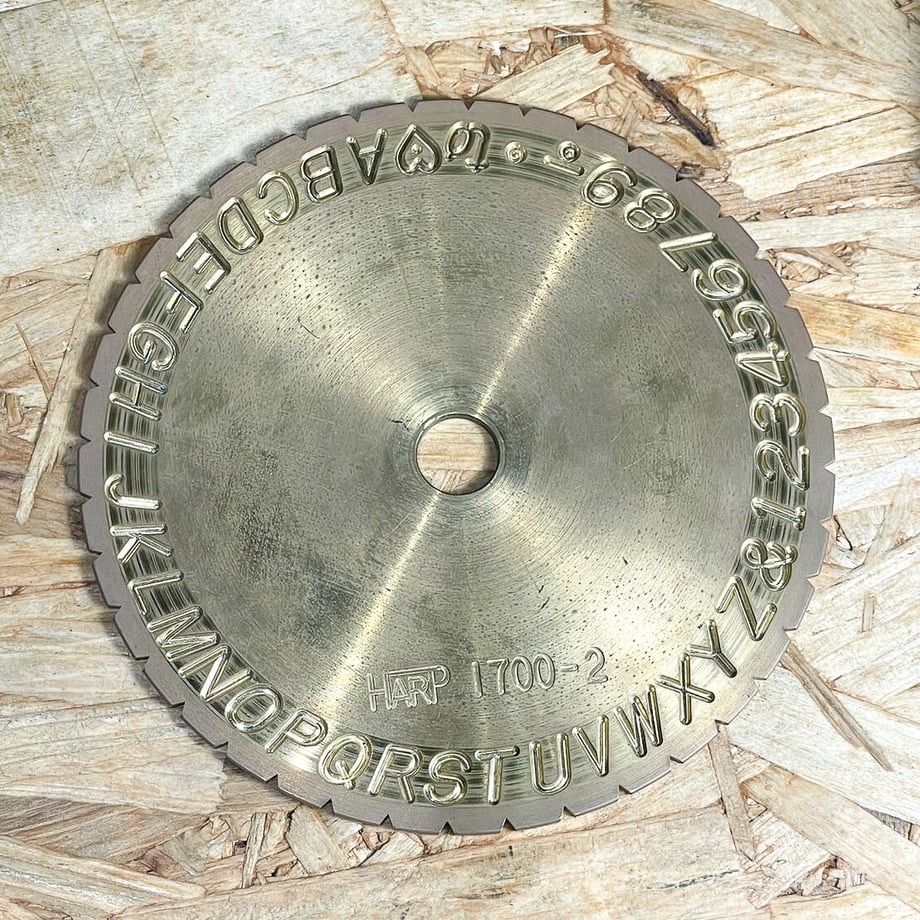 ♡ABCDEFGHIJKLMNOPQRSTUVWXYZ&123456789
HARP 1700-2